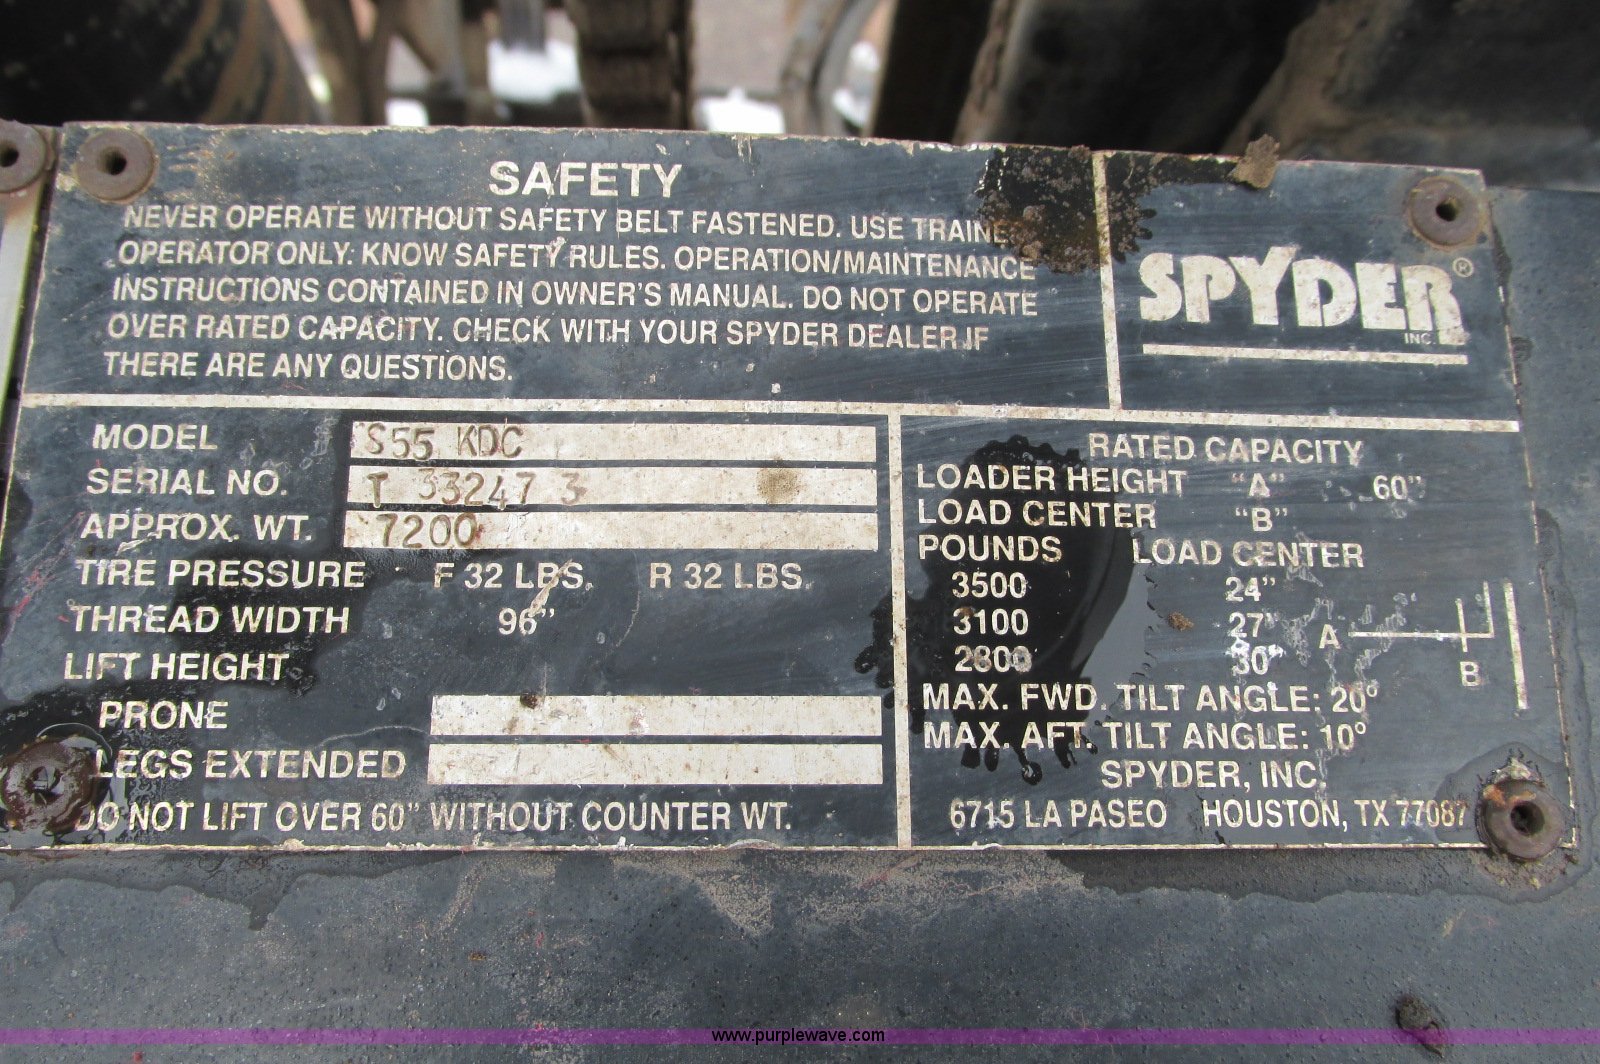 SAFETY
NEVER OPERATE WITHOUT SAFETY BELT FASTENED. USE TRAINE
OPERATOR ONLY. KNOW SAFETY RULES. OPERATION/MAINTENANCE
INSTRUCTIONS CONTAINED IN OWNER'S MANUAL. DO NOT OPERATE
OVER RATED CAPACITY. CHECK WITH YOUR SPYDER DEALER IF
THERE ARE ANY QUESTIONS.
SPYDER®
INC.
MODEL S55 KDC
SERIAL NO. T 33247 3
APPROX. WT. 7200
TIRE PRESSURE F 32 LBS. R 32 LBS.
THREAD WIDTH 96"
LIFT HEIGHT
PRONE
LEGS EXTENDED
DO NOT LIFT OVER 60" WITHOUT COUNTER WT.
RATED CAPACITY
LOADER HEIGHT "A" 60"
LOAD CENTER "B"
POUNDS LOAD CENTER
3500 24"
3100 27"
2800 30"
A
B
MAX. FWD. TILT ANGLE: 20°
MAX. AFT. TILT ANGLE: 10°
SPYDER, INC.
6715 LA PASEO HOUSTON, TX 77087
www.purplewave.com